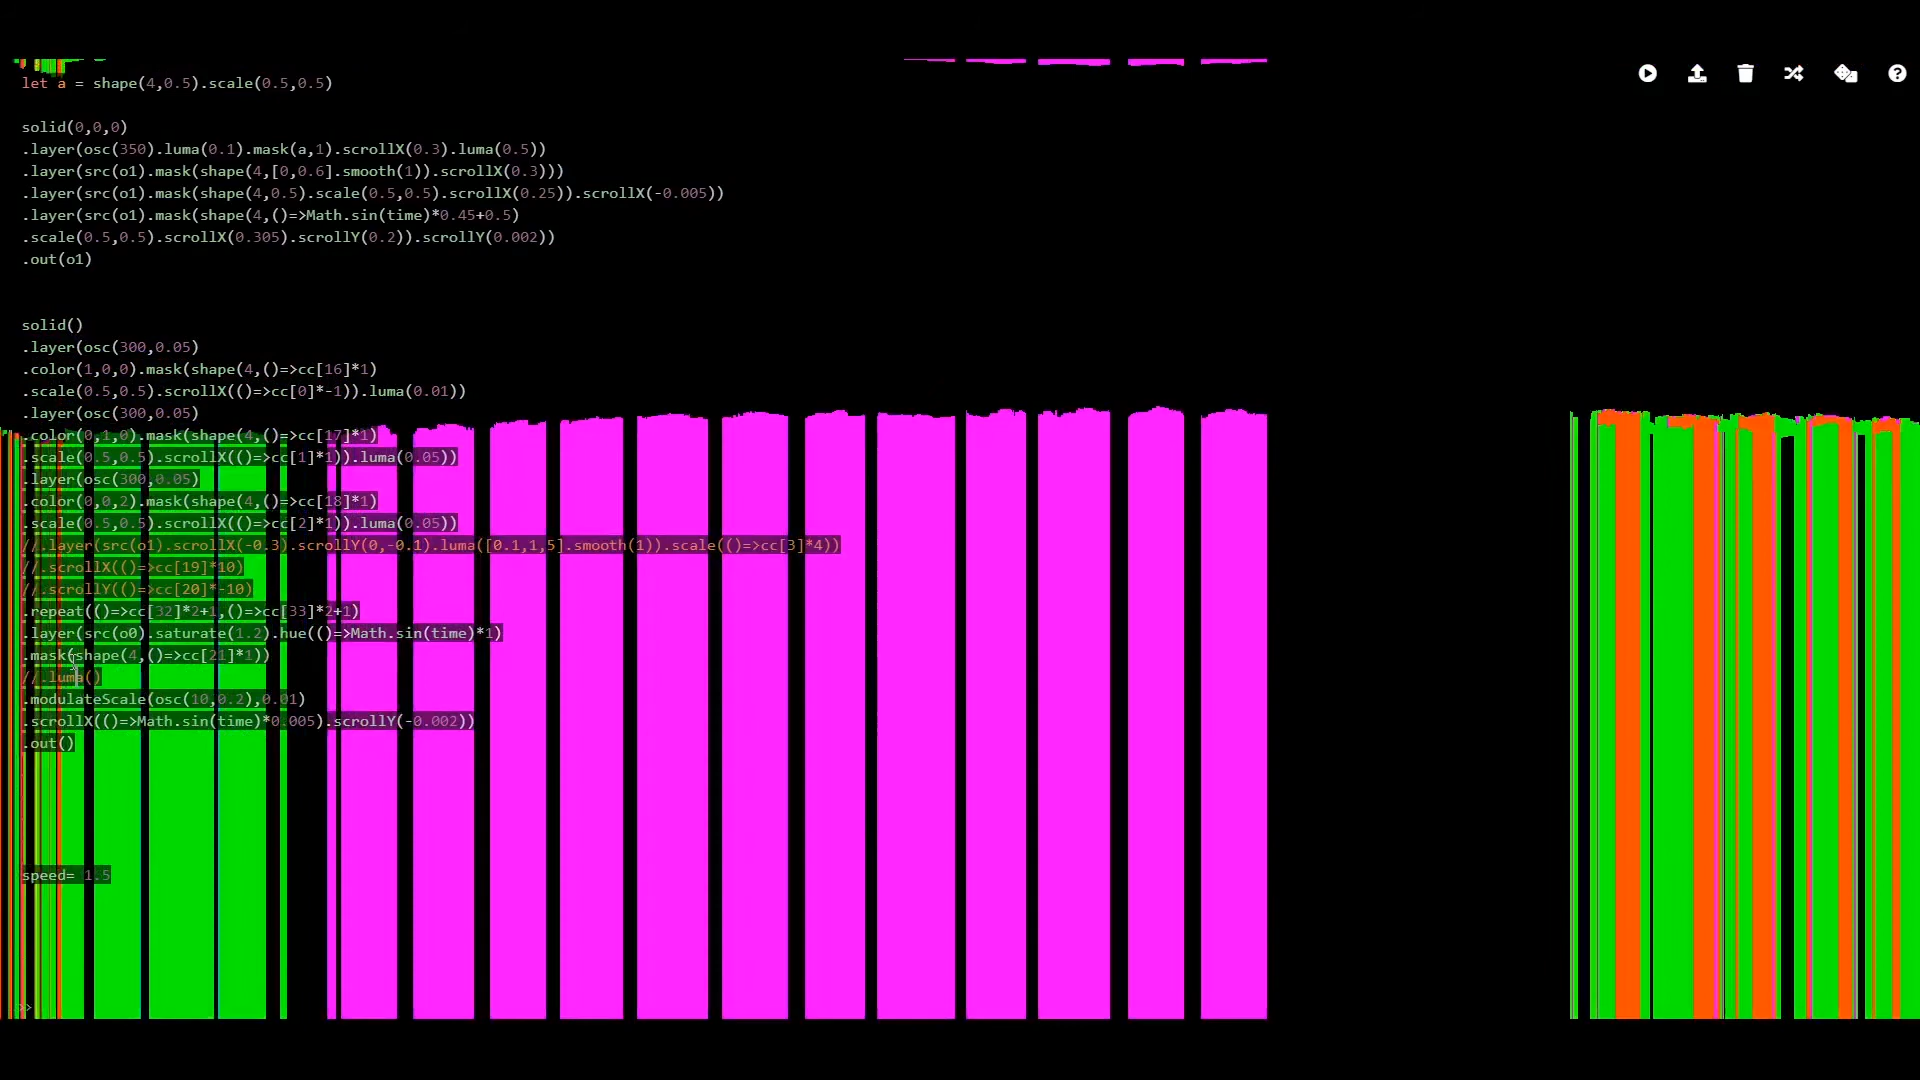 let a = shape(4,0.5).scale(0.5,0.5)
solid(0,0,0)
.layer(osc(350).luma(0.1).mask(a,1).scrollX(0.3).luma(0.5))
.layer(src(o1).mask(shape(4,[0,0.6].smooth(1)).scrollX(0.3)))
.layer(src(o1).mask(shape(4,0.5).scale(0.5,0.5).scrollX(0.25)).scrollX(-0.005))
.layer(src(o1).mask(shape(4,()=>Math.sin(time)*0.45+0.5)
.scale(0.5,0.5).scrollX(0.305).scrollY(0.2)).scrollY(0.002))
.out(o1)
solid()
.layer(osc(300,0.05)
.color(1,0,0).mask(shape(4,()=>cc[16]*1)
.scale(0.5,0.5).scrollX(()=>cc[0]*-1)).luma(0.01))
.layer(osc(300,0.05)
.color(0,1,0).mask(shape(4,()=>cc[17]*1)
.scale(0.5,0.5).scrollX(()=>cc[1]*1)).luma(0.05))
.layer(osc(300,0.05)
.color(0,0,2).mask(shape(4,()=>cc[18]*1)
.scale(0.5,0.5).scrollX(()=>cc[2]*1)).luma(0.05))
//.layer(src(o1).scrollX(-0.3).scrollY(0,-0.1).luma([0.1,1,5].smooth(1)).scale(()=>cc[3]*4))
//.scrollX(()=>cc[19]*10)
//.scrollY(()=>cc[20]*-10)
.repeat(()=>cc[32]*2+1,()=>cc[33]*2+1)
.layer(src(o0).saturate(1.2).hue(()=>Math.sin(time)*1)
.mask(shape(4,()=>cc[21]*1))
//.luma()
.modulateScale(osc(10,0.2),0.01)
.scrollX(()=>Math.sin(time)*0.005).scrollY(-0.002))
.out()
speed= 1.5
>>